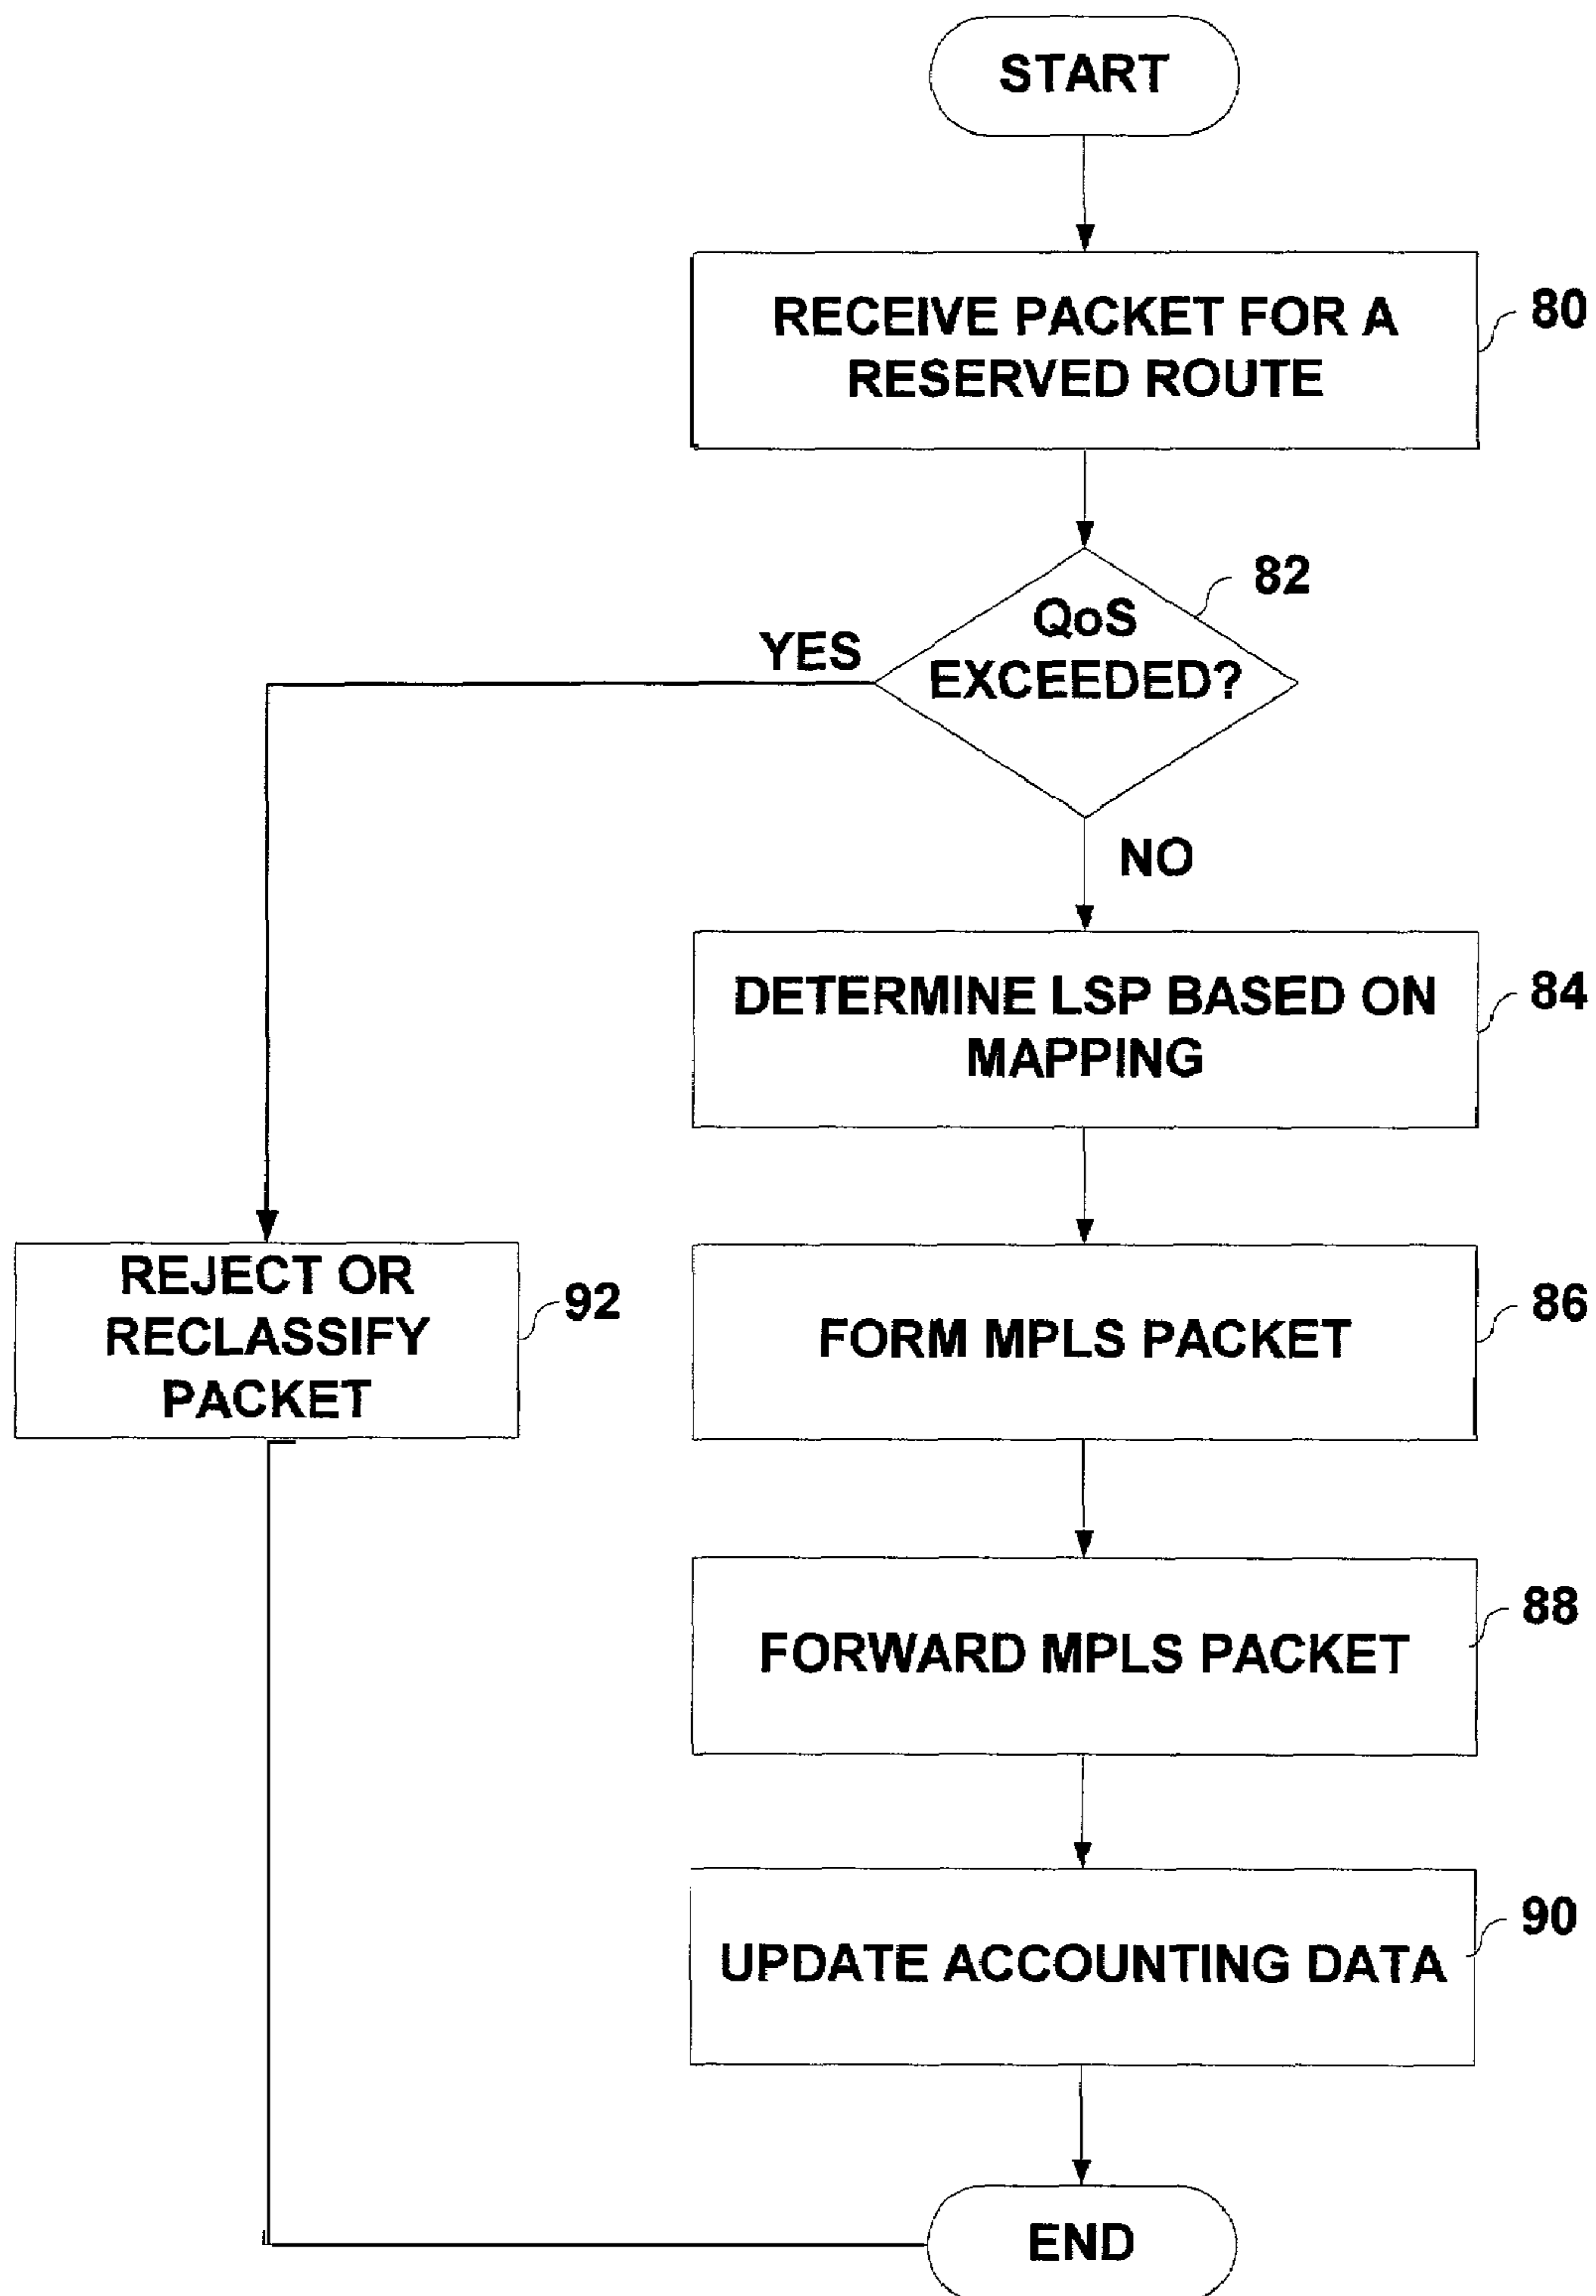 START
RECEIVE PACKET FOR A
RESERVED ROUTE
80
QoS
EXCEEDED?
82
YES
NO
DETERMINE LSP BASED ON
MAPPING
84
REJECT OR
RECLASSIFY
PACKET
92
FORM MPLS PACKET
86
FORWARD MPLS PACKET
88
UPDATE ACCOUNTING DATA
90
END